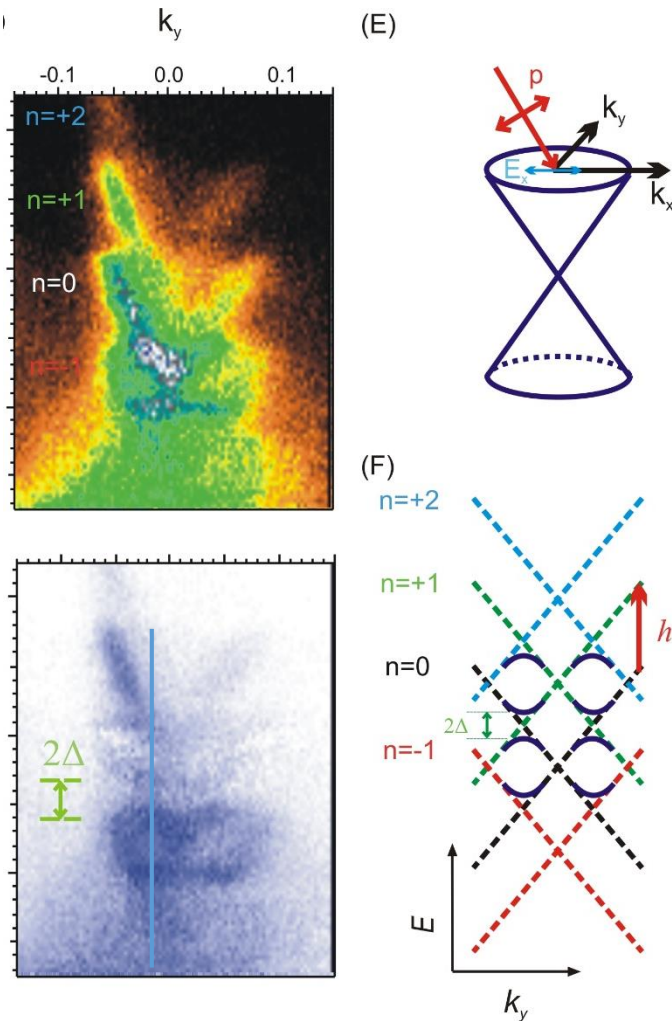 )
k_y
-0.1 0.0 0.1
n=+2
n=+1
n=0
n=-1
2Δ
(E)
p
k_y
E_x
k_x
(F)
n=+2
n=+1
h
n=0
2Δ
n=-1
E
k_y